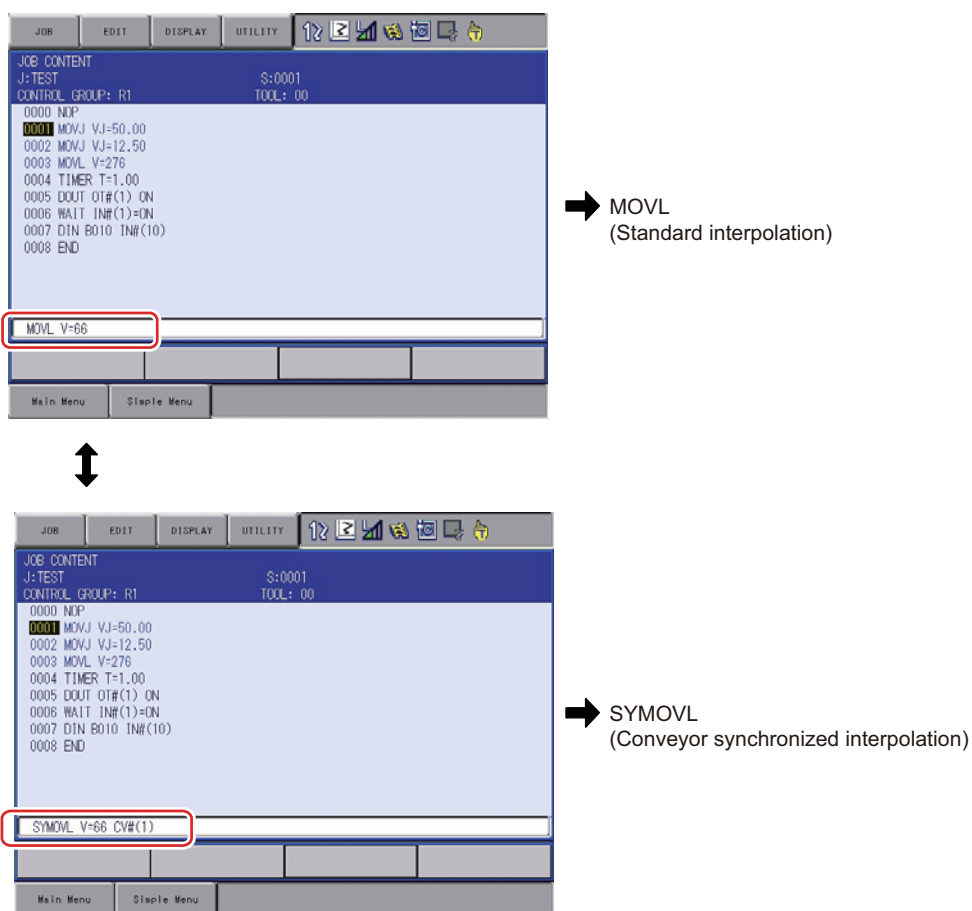 JOB EDIT DISPLAY UTILITY
JOB CONTENT
J:TEST S:0001
CONTROL GROUP: R1 TOOL: 00
0000 NOP
0001 MOVJ VJ=50.00
0002 MOVJ VJ=12.50
0003 MOVL V=276
0004 TIMER T=1.00
0005 DOUT OT#(1) ON
0006 WAIT IN#(1)=ON
0007 DIN B010 IN#(10)
0008 END
MOVL V=66
Main Menu Simple Menu
MOVL
(Standard interpolation)
JOB EDIT DISPLAY UTILITY
JOB CONTENT
J:TEST S:0001
CONTROL GROUP: R1 TOOL: 00
0000 NOP
0001 MOVJ VJ=50.00
0002 MOVJ VJ=12.50
0003 MOVL V=276
0004 TIMER T=1.00
0005 DOUT OT#(1) ON
0006 WAIT IN#(1)=ON
0007 DIN B010 IN#(10)
0008 END
SYMOVL V=66 CV#(1)
Main Menu Simple Menu
SYMOVL
(Conveyor synchronized interpolation)